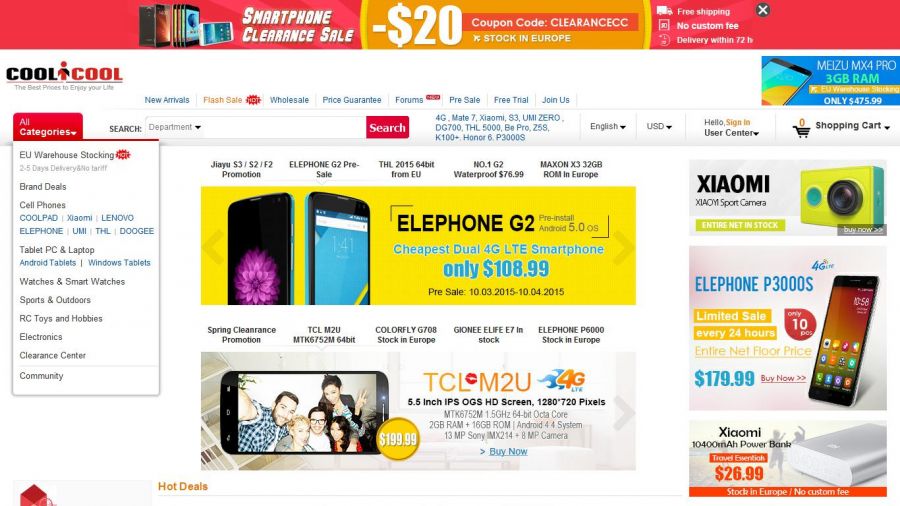 SMARTPHONE
CLEARANCE SALE
-$20
Coupon Code: CLEARANCECC
STOCK IN EUROPE
Free shipping
No custom fee
Delivery within 72 h
COOLICOOL
The Best Prices to Enjoy your Life
MEIZU MX4 PRO
3GB RAM
EU Warehouse Stocking
ONLY $475.99
New Arrivals
Flash Sale HOT
Wholesale
Price Guarantee
Forums
Pre Sale
Free Trial
Join Us
All
Categories
SEARCH:
Department
Search
4G , Mate 7, Xiaomi, S3, UMI ZERO ,
DG700, THL 5000, Be Pro, Z5S,
K100+, Honor 6, P3000S
English
USD
Hello,Sign In
User Center
0
Shopping Cart
EU Warehouse Stocking HOT
2-5 Days Delivery&No tariff
Brand Deals
Cell Phones
COOLPAD | Xiaomi | LENOVO
ELEPHONE | UMI | THL | DOOGEE
Tablet PC & Laptop
Android Tablets | Windows Tablets
Watches & Smart Watches
Sports & Outdoors
RC Toys and Hobbies
Electronics
Clearance Center
Community
Jiayu S3 / S2 / F2
Promotion
ELEPHONE G2 Pre-
Sale
THL 2015 64bit
from EU
NO.1 G2
Waterproof $76.99
MAXON X3 32GB
ROM In Europe
ELEPHONE G2
Pre-install
Android 5.0 OS
Cheapest Dual 4G LTE Smartphone
only $108.99
Pre Sale: 10.03.2015-10.04.2015
Spring Cleanrance
Promotion
TCL M2U
MTK6752M 64bit
COLORFLY G708
Stock in Europe
GIONEE ELIFE E7 In
stock
ELEPHONE P6000
Stock in Europe
TCL M2U 4G LTE
5.5 Inch IPS OGS HD Screen, 1280*720 Pixels
MTK6752M 1.5GHz 64-bit Octa Core
2GB RAM + 16GB ROM | Android 4.4 System
13 MP Sony IMX214 + 8 MP Camera
$199.99
> Buy Now
XIAOMI
XIAOYI Sport Camera
ENTIRE NET IN STOCK
buy now >>
4G LTE
ELEPHONE P3000S
Limited Sale
every 24 hours
only
10
pcs
Entire Net Floor Price
$179.99
Buy Now >>
10:58
Xiaomi
10400mAh Power Bank
Travel Essentials
$26.99
Stock in Europe / No custom fee
Hot Deals